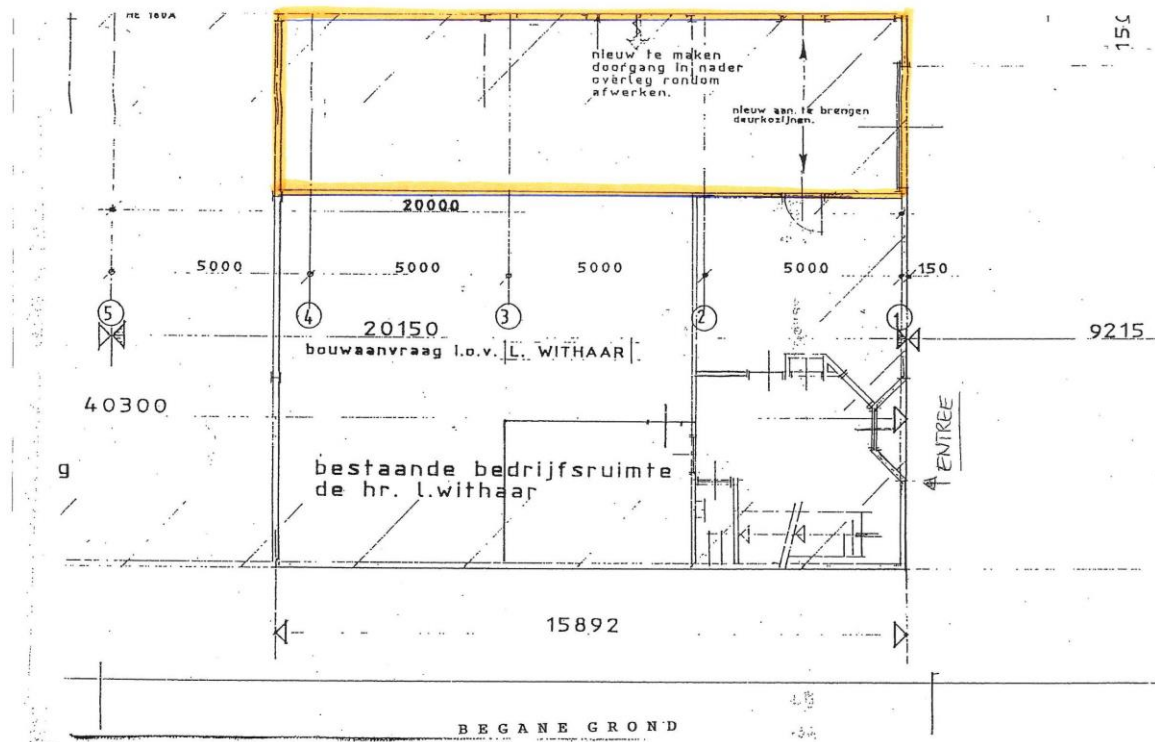 HE 160A
150
nieuw te maken
doorgang in nader
overleg rondom
afwerken.
nieuw aan te brengen
deurkozijnen.
20000
5000 5000 5000 5000 150
5 4 3 2 1
20150 9215
bouwaanvraag i.o.v. L. WITHAAR
40300
ENTREE
g
bestaande bedrijfsruimte
de hr. l.withaar
15892
BEGANE GROND